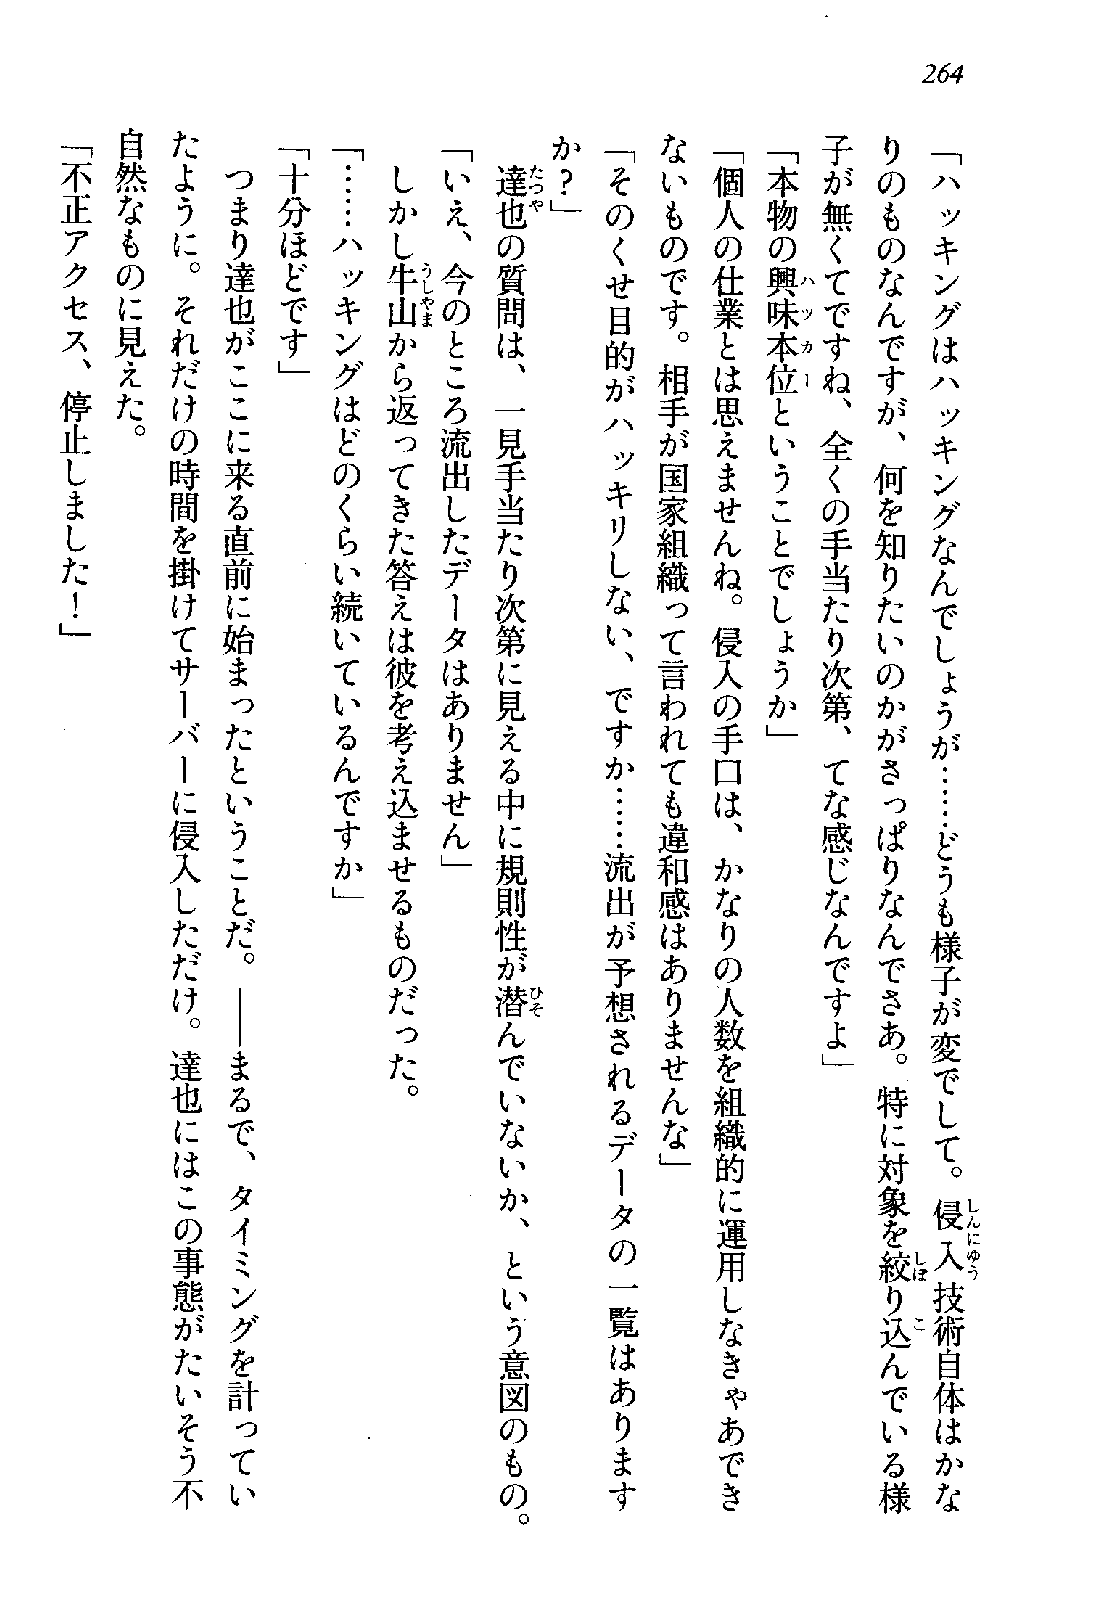 264
「ハッキングはハッキングなんでしょうが……どうも様子が変でして。侵入技術自体はかな
りのものなんですが、何を知りたいのかがさっぱりなんでさあ。特に対象を絞り込んでいる様
子が無くてですね、全くの手当たり次第、てな感じなんですよ」
「本物の興味本位ということでしょうか」
「個人の仕業とは思えませんね。侵入の手口は、かなりの人数を組織的に運用しなきゃあでき
ないものです。相手が国家組織って言われても違和感はありませんな」
「そのくせ目的がハッキリしない、ですか……流出が予想されるデータの一覧はあります
か？」
達也の質問は、一見手当たり次第に見える中に規則性が潜んでいないか、という意図のもの。
「いえ、今のところ流出したデータはありません」
しかし牛山から返ってきた答えは彼を考え込ませるものだった。
「……ハッキングはどのくらい続いているんですか」
「十分ほどです」
つまり達也がここに来る直前に始まったということだ。――まるで、タイミングを計ってい
たように。それだけの時間を掛けてサーバーに侵入しただけ。達也にはこの事態がたいそう不
自然なものに見えた。
「不正アクセス、停止しました！」